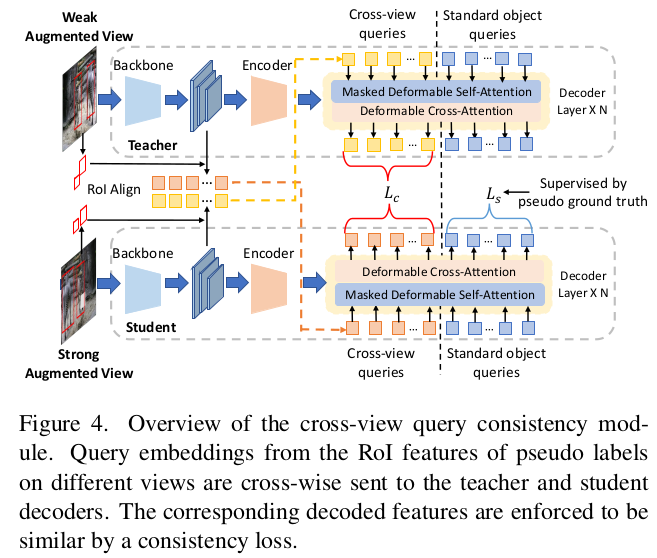 Weak
Augmented View
Cross-view
queries
Standard object
queries
Backbone
Encoder
...
...
Masked Deformable Self-Attention
Deformable Cross-Attention
Decoder
Layer X N
Teacher
...
...
RoI Align
...
...
L_c
L_s
Supervised by
pseudo ground truth
...
...
Backbone
Encoder
Deformable Cross-Attention
Masked Deformable Self-Attention
Decoder
Layer X N
Student
...
...
Strong
Augmented View
Cross-view
queries
Standard object
queries
Figure 4. Overview of the cross-view query consistency mod-
ule. Query embeddings from the RoI features of pseudo labels
on different views are cross-wise sent to the teacher and student
decoders. The corresponding decoded features are enforced to be
similar by a consistency loss.